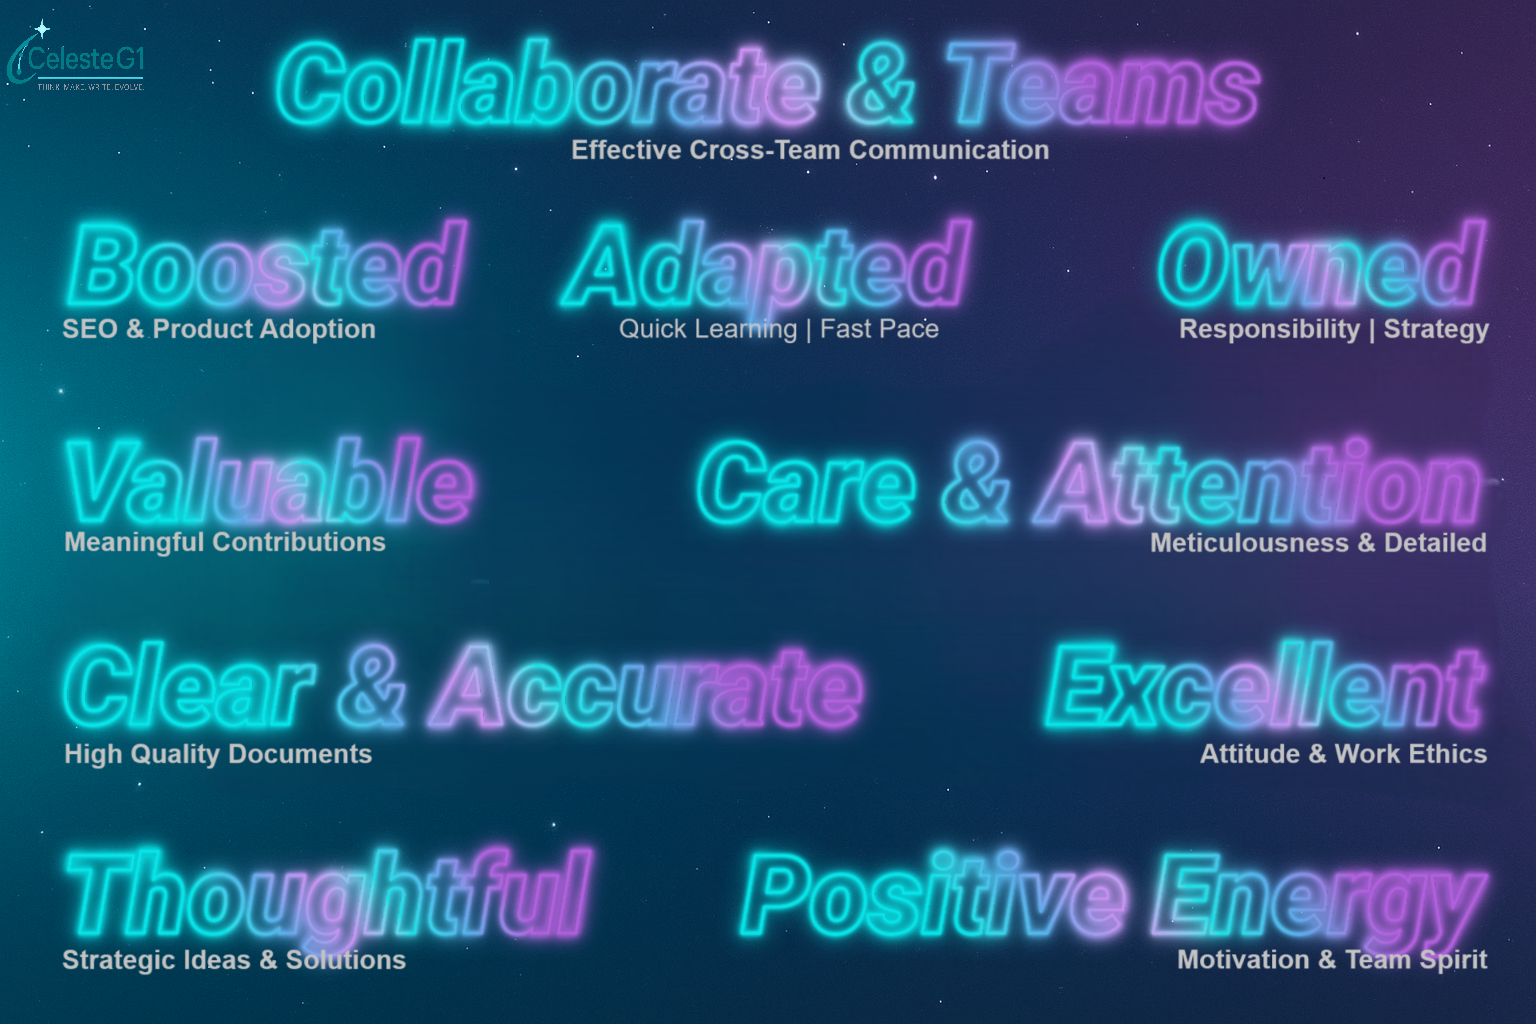 CelesteG1
THINK. MAKE. WRITE. EVOLVE.
Collaborate & Teams
Effective Cross-Team Communication
Boosted
SEO & Product Adoption
Adapted
Quick Learning | Fast Pace
Owned
Responsibility | Strategy
Valuable
Meaningful Contributions
Care & Attention
Meticulousness & Detailed
Clear & Accurate
High Quality Documents
Excellent
Attitude & Work Ethics
Thoughtful
Strategic Ideas & Solutions
Positive Energy
Motivation & Team Spirit